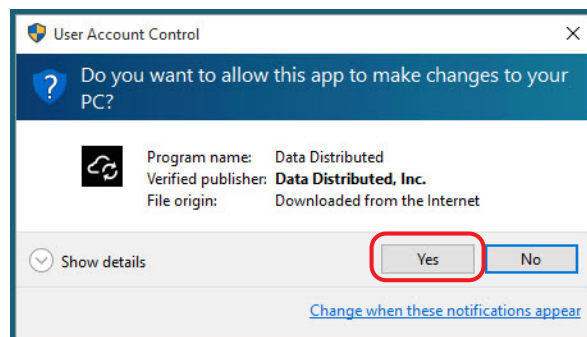 User Account Control
Do you want to allow this app to make changes to your
PC?
Program name: Data Distributed
Verified publisher: Data Distributed, Inc.
File origin: Downloaded from the Internet
Show details
Yes
No
Change when these notifications appear